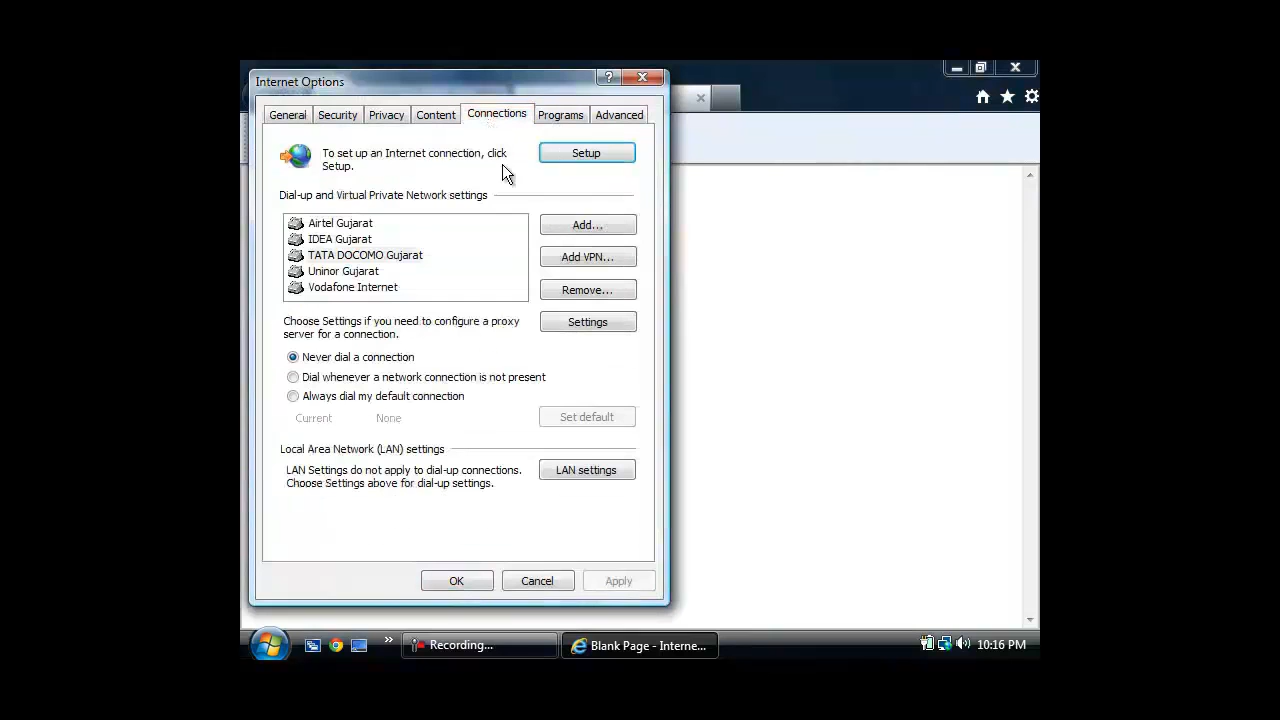 Internet Options
?
General Security Privacy Content Connections Programs Advanced
To set up an Internet connection, click
Setup.
Setup
Dial-up and Virtual Private Network settings
Airtel Gujarat
IDEA Gujarat
TATA DOCOMO Gujarat
Uninor Gujarat
Vodafone Internet
Add...
Add VPN...
Remove...
Choose Settings if you need to configure a proxy
server for a connection.
Settings
Never dial a connection
Dial whenever a network connection is not present
Always dial my default connection
Current None
Set default
Local Area Network (LAN) settings
LAN Settings do not apply to dial-up connections.
Choose Settings above for dial-up settings.
LAN settings
OK Cancel Apply
Recording... Blank Page - Interne... 10:16 PM